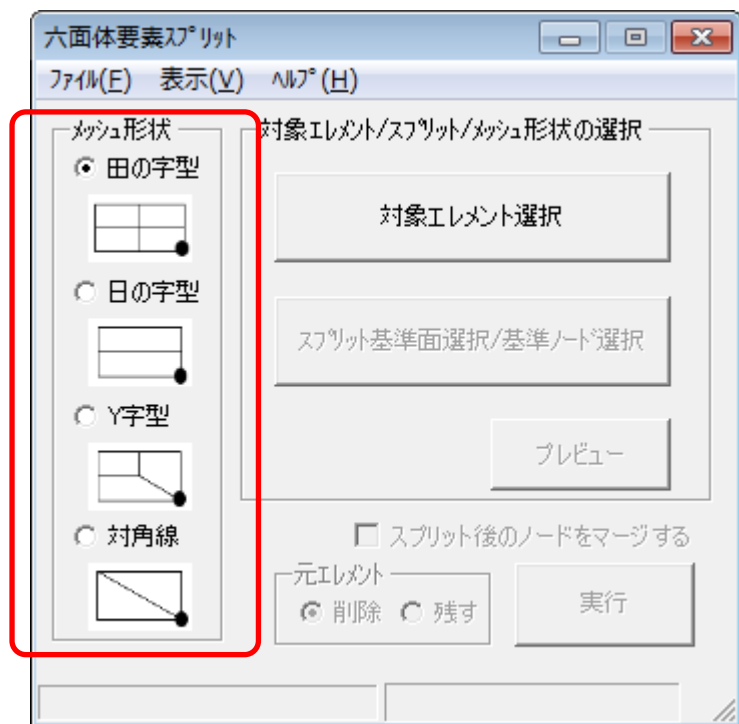 六面体要素ｽﾌﾟﾘｯﾄ
ﾌｧｲﾙ(F) 表示(V) ﾍﾙﾌﾟ(H)
ﾒｯｼｭ形状
田の字型
日の字型
Y字型
対角線
対象ｴﾚﾒﾝﾄ/ｽﾌﾟﾘｯﾄ/ﾒｯｼｭ形状の選択
対象エレメント選択
ｽﾌﾟﾘｯﾄ基準面選択/基準ﾉｰﾄﾞ選択
プレビュー
スプリット後のノードをマージする
元ｴﾚﾒﾝﾄ
削除 残す
実行